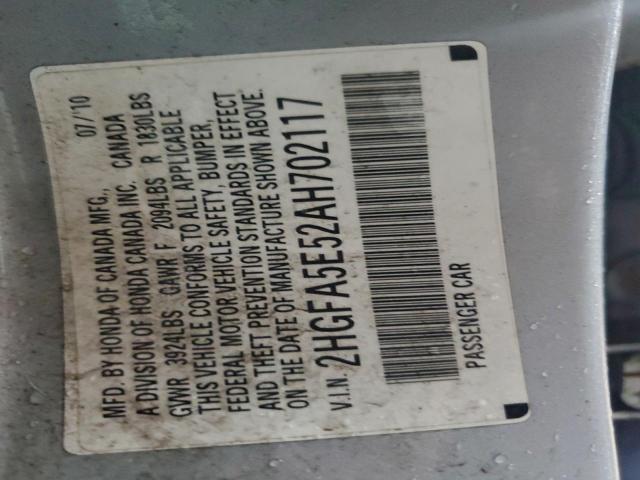 MFD. BY HONDA OF CANADA MFG., 07/'10
A DIVISION OF HONDA CANADA INC. CANADA
GVWR 3924LBS GAWR F 2094LBS R 1830LBS
THIS VEHICLE CONFORMS TO ALL APPLICABLE
FEDERAL MOTOR VEHICLE SAFETY, BUMPER,
AND THEFT PREVENTION STANDARDS IN EFFECT
ON THE DATE OF MANUFACTURE SHOWN ABOVE.
V.I.N. 2HGFA5E52AH702117
PASSENGER CAR